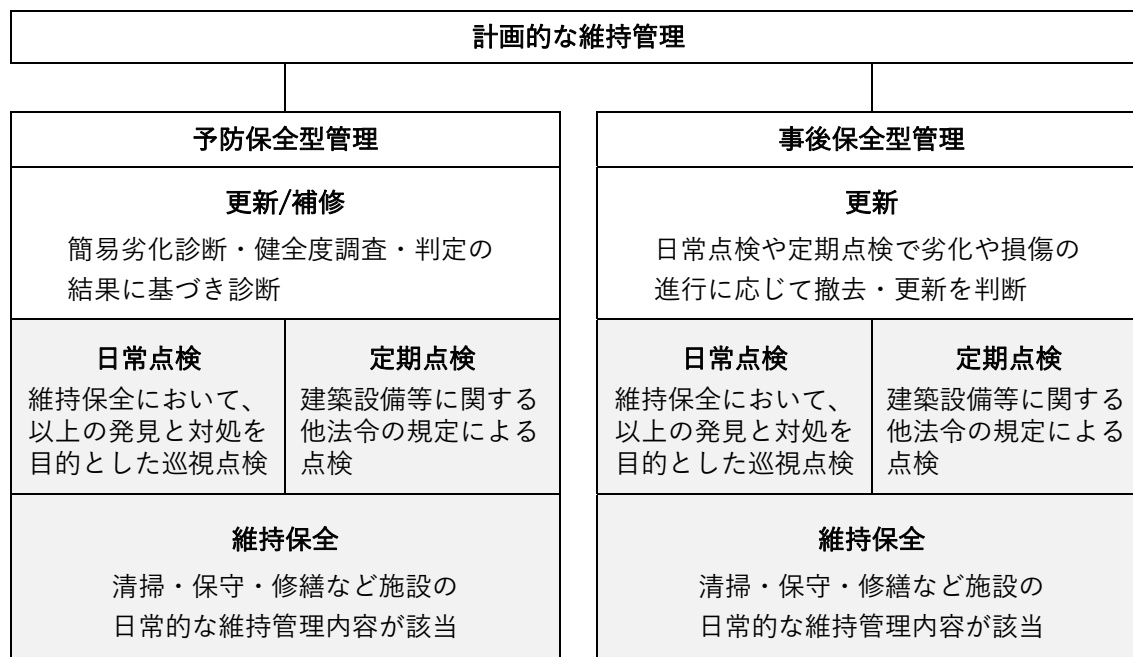 計画的な維持管理
予防保全型管理
更新/補修
簡易劣化診断・健全度調査・判定の
結果に基づき診断
日常点検
維持保全において、
以上の発見と対処を
目的とした巡視点検
定期点検
建築設備等に関する
他法令の規定による
点検
維持保全
清掃・保守・修繕など施設の
日常的な維持管理内容が該当
事後保全型管理
更新
日常点検や定期点検で劣化や損傷の
進行に応じて撤去・更新を判断
日常点検
維持保全において、
以上の発見と対処を
目的とした巡視点検
定期点検
建築設備等に関する
他法令の規定による
点検
維持保全
清掃・保守・修繕など施設の
日常的な維持管理内容が該当